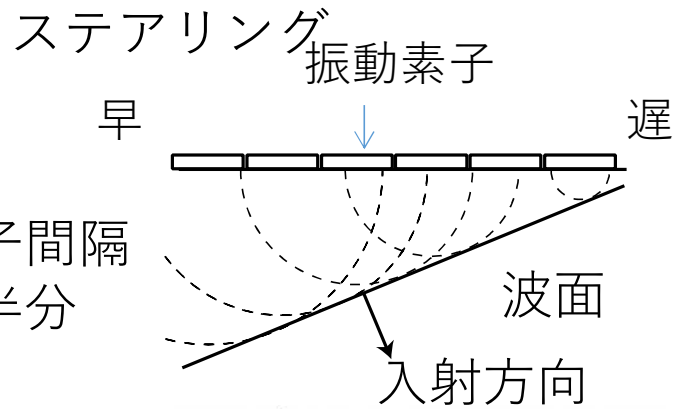 ステアリング
振動素子
早
遅
子間隔
半分
波面
入射方向